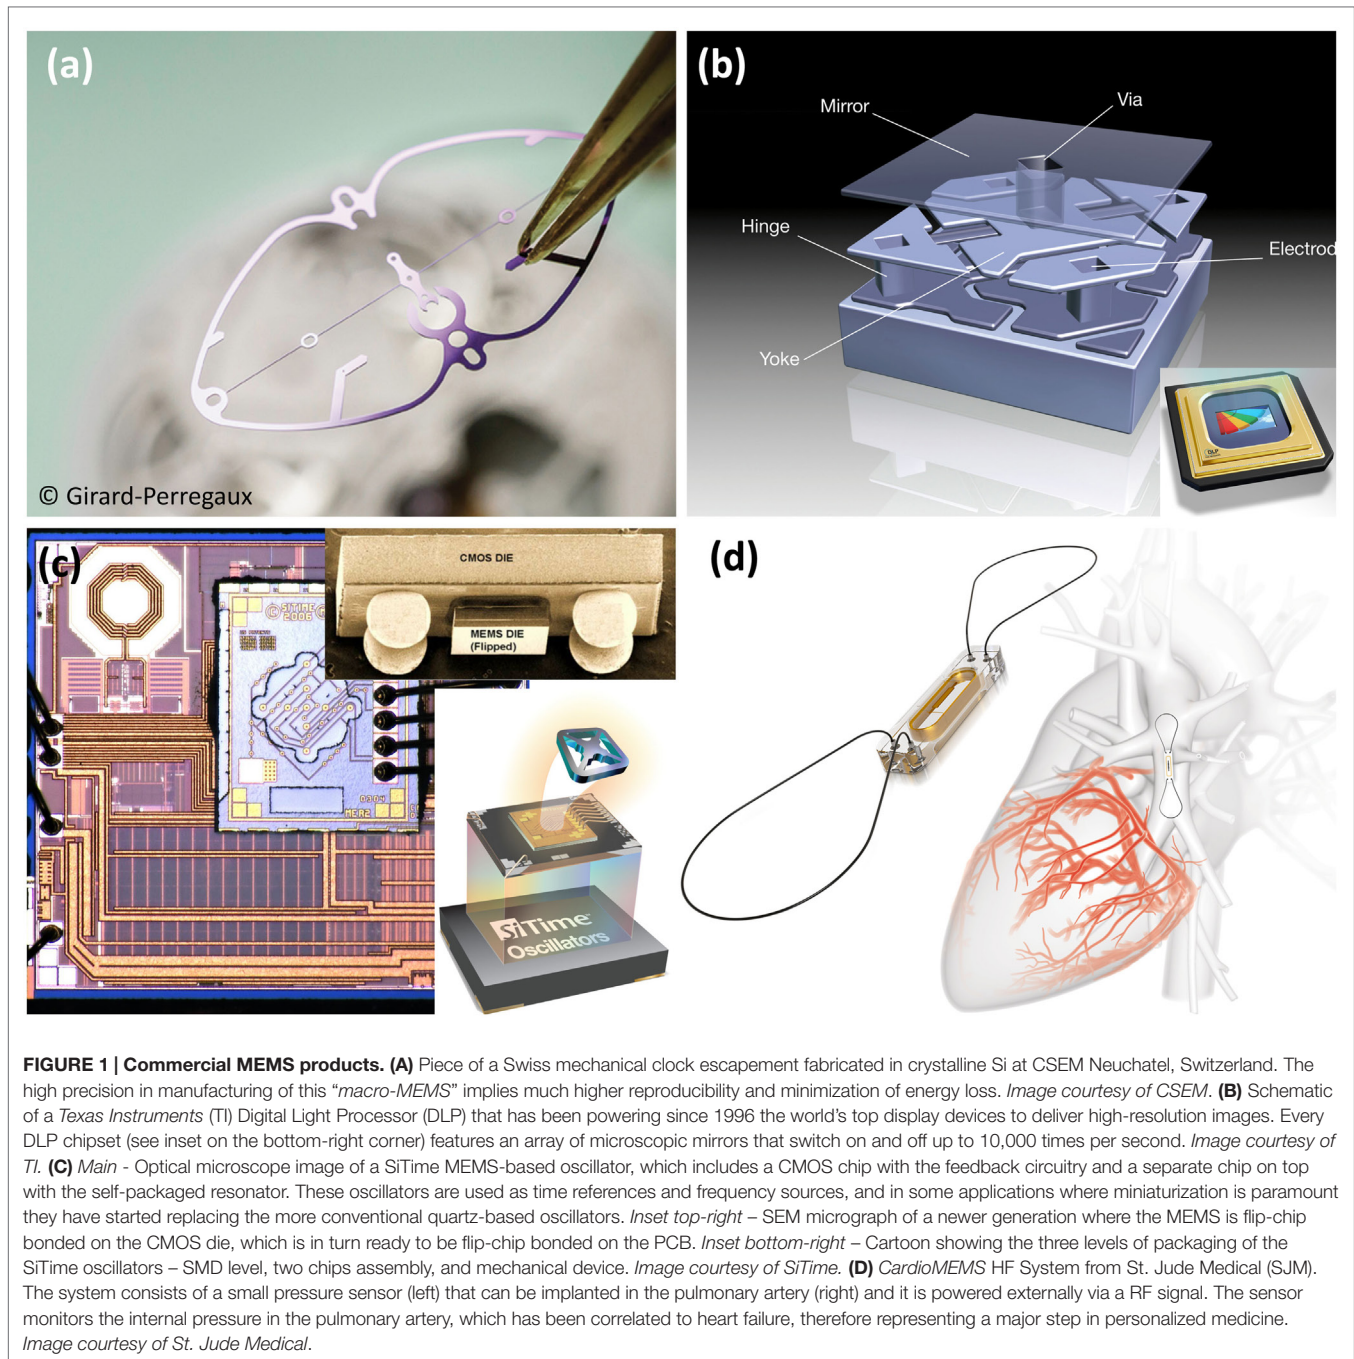 (a)
© Girard-Perregaux
(b)
Mirror
Via
Hinge
Electrod
Yoke
DLP
(c)
© SiTIME
2006
CMOS DIE
MEMS DIE
(Flipped)
MER2
SiTime
Oscillators
(d)
FIGURE 1 | Commercial MEMS products. (A) Piece of a Swiss mechanical clock escapement fabricated in crystalline Si at CSEM Neuchatel, Switzerland. The
high precision in manufacturing of this “macro-MEMS” implies much higher reproducibility and minimization of energy loss. Image courtesy of CSEM. (B) Schematic
of a Texas Instruments (TI) Digital Light Processor (DLP) that has been powering since 1996 the world’s top display devices to deliver high-resolution images. Every
DLP chipset (see inset on the bottom-right corner) features an array of microscopic mirrors that switch on and off up to 10,000 times per second. Image courtesy of
TI. (C) Main - Optical microscope image of a SiTime MEMS-based oscillator, which includes a CMOS chip with the feedback circuitry and a separate chip on top
with the self-packaged resonator. These oscillators are used as time references and frequency sources, and in some applications where miniaturization is paramount
they have started replacing the more conventional quartz-based oscillators. Inset top-right – SEM micrograph of a newer generation where the MEMS is flip-chip
bonded on the CMOS die, which is in turn ready to be flip-chip bonded on the PCB. Inset bottom-right – Cartoon showing the three levels of packaging of the
SiTime oscillators – SMD level, two chips assembly, and mechanical device. Image courtesy of SiTime. (D) CardioMEMS HF System from St. Jude Medical (SJM).
The system consists of a small pressure sensor (left) that can be implanted in the pulmonary artery (right) and it is powered externally via a RF signal. The sensor
monitors the internal pressure in the pulmonary artery, which has been correlated to heart failure, therefore representing a major step in personalized medicine.
Image courtesy of St. Jude Medical.